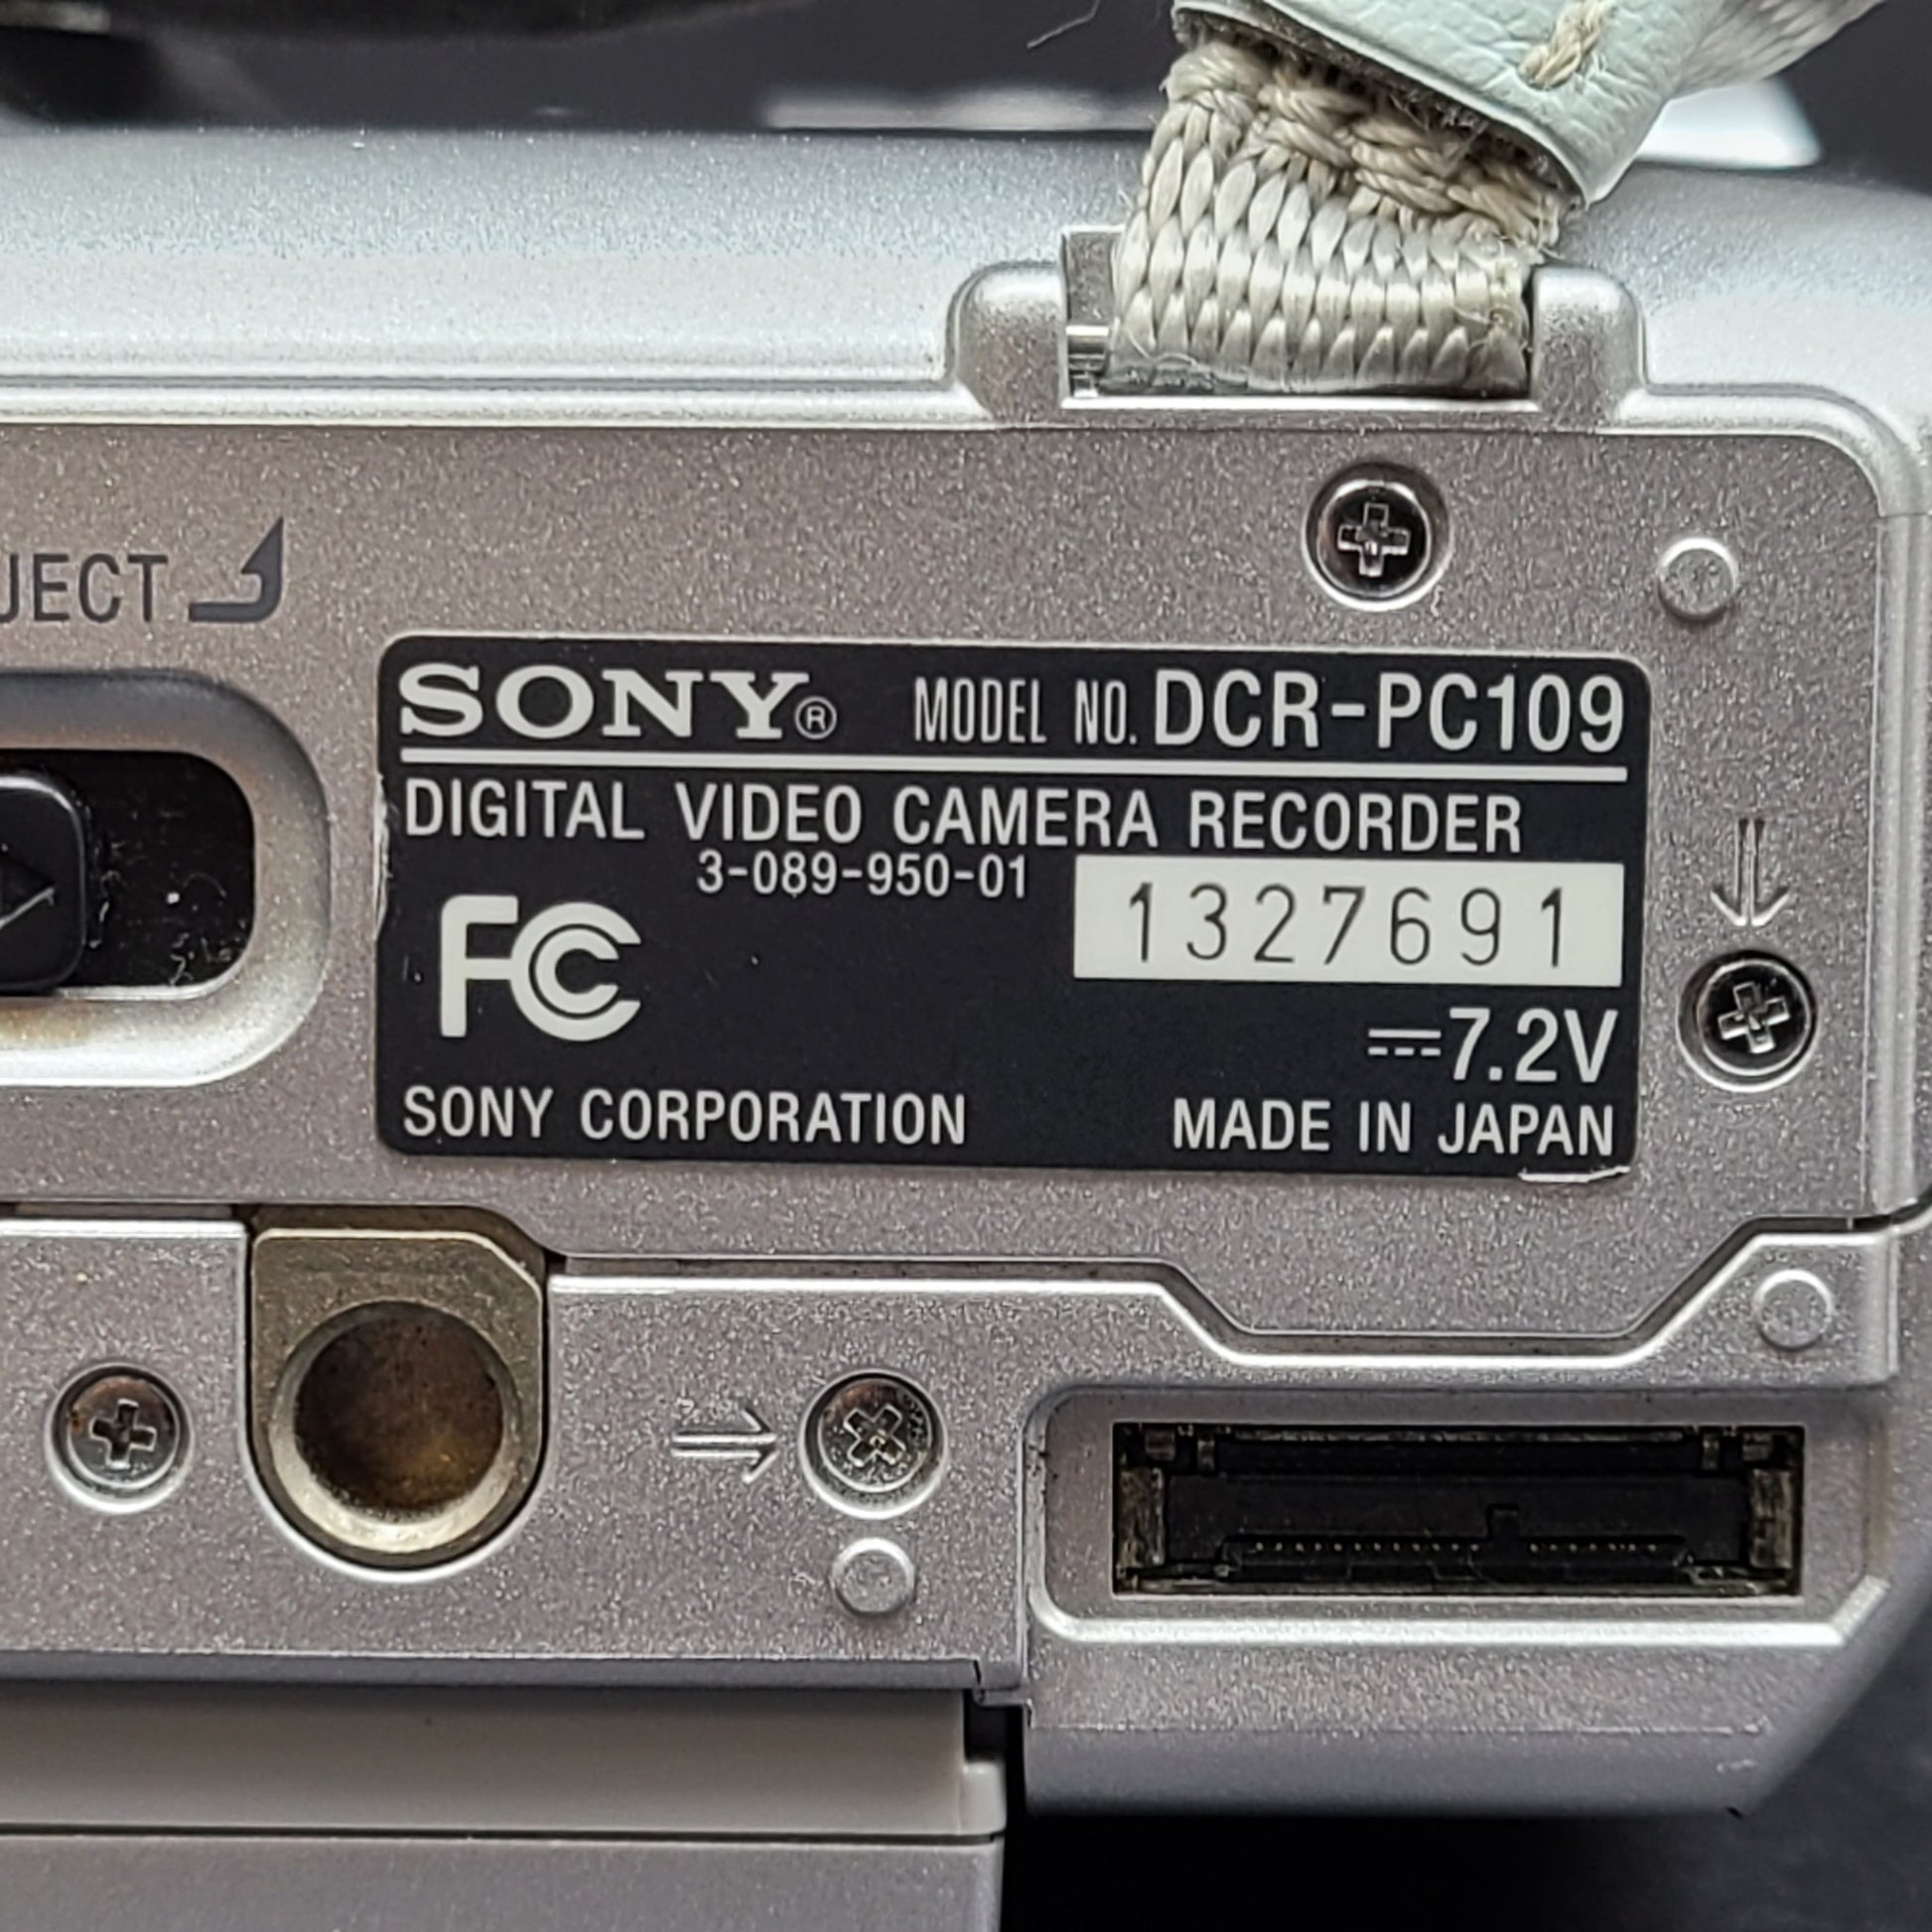 JECT
SONY® MODEL NO. DCR-PC109
DIGITAL VIDEO CAMERA RECORDER
3-089-950-01
1327691
FC
7.2V
SONY CORPORATION MADE IN JAPAN